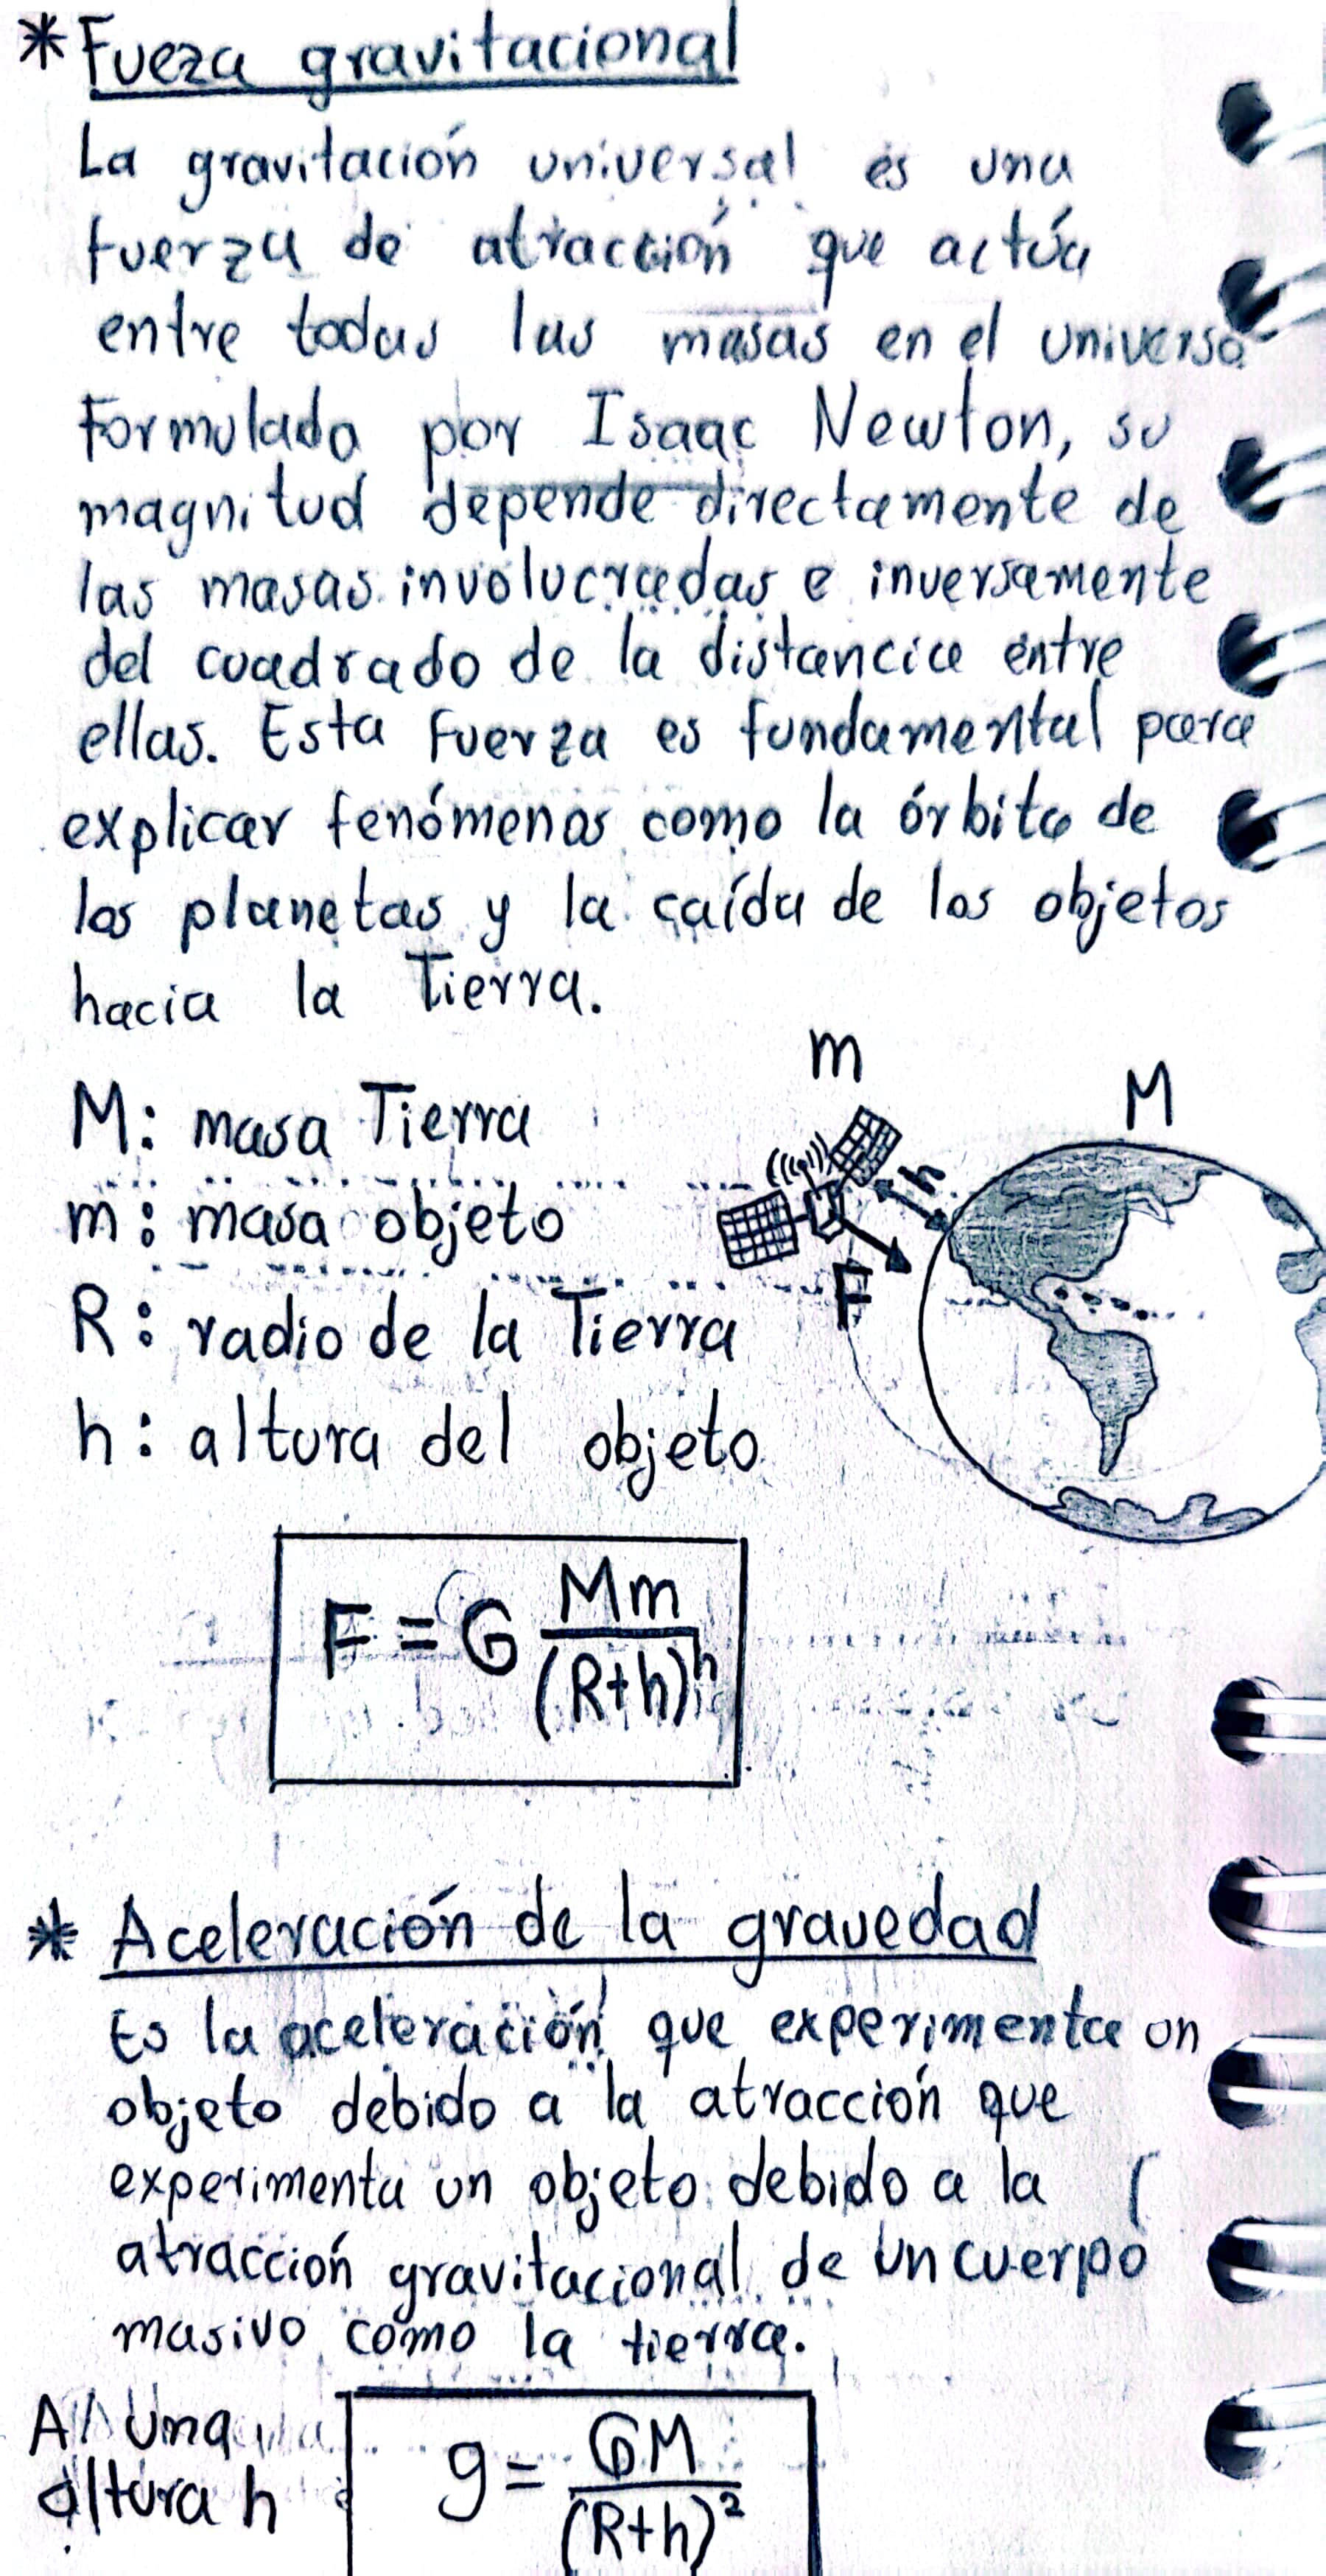 * Fueza gravitacional
La gravitación universal es una
fuerza de atracción que actúa
entre todas las masas en el universo
Formulada por Isaac Newton, su
magnitud depende directamente de
las masas involucradas e inversamente
del cuadrado de la distancia entre
ellas. Esta Fuerza es fundamental para
explicar fenómenos como la órbita de
los planetas y la caída de los objetos
hacia la Tierra.
m
M
M: masa Tierra
h
m: masa objeto
F
R: radio de la Tierra
h: altura del objeto
F = G Mm/(R+h)^h
* Aceleración de la gravedad
Es la aceleración que experimenta un
objeto debido a la atracción que
experimenta un objeto debido a la (
atracción gravitacional de un cuerpo
masivo como la tierra.
A una
altura h
g = GM/(R+h)²